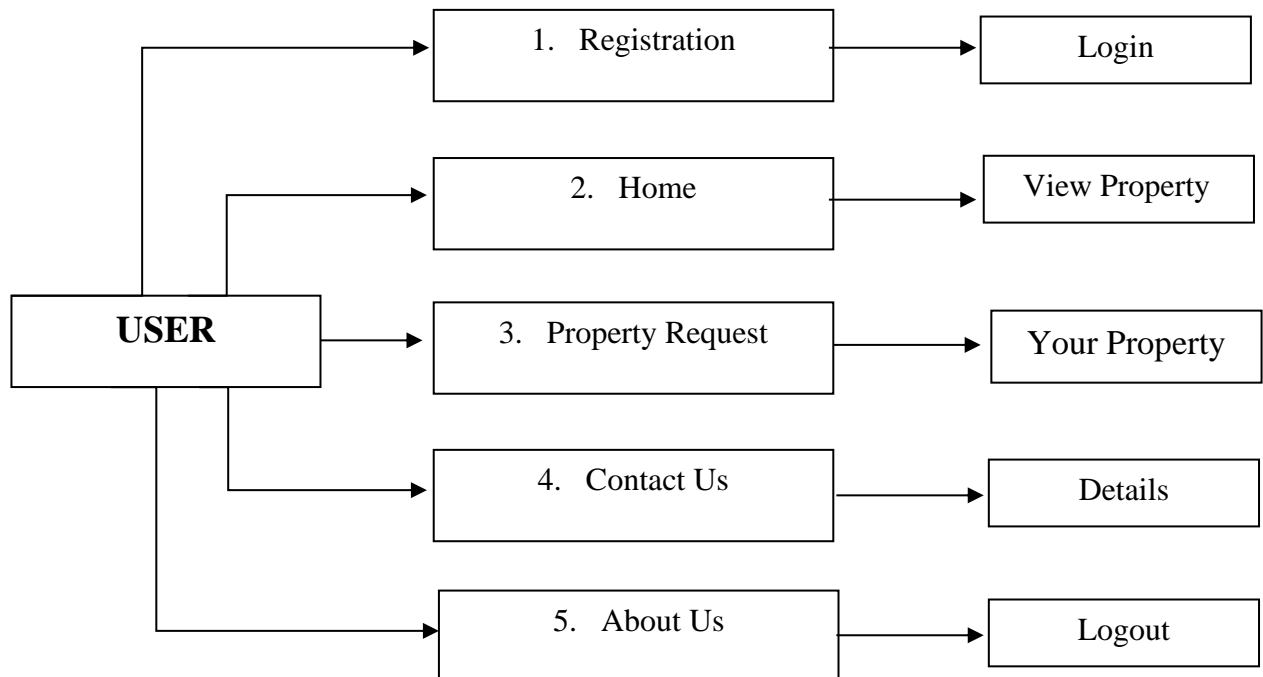 1. Registration
Login
2. Home
View Property
USER
3. Property Request
Your Property
4. Contact Us
Details
5. About Us
Logout